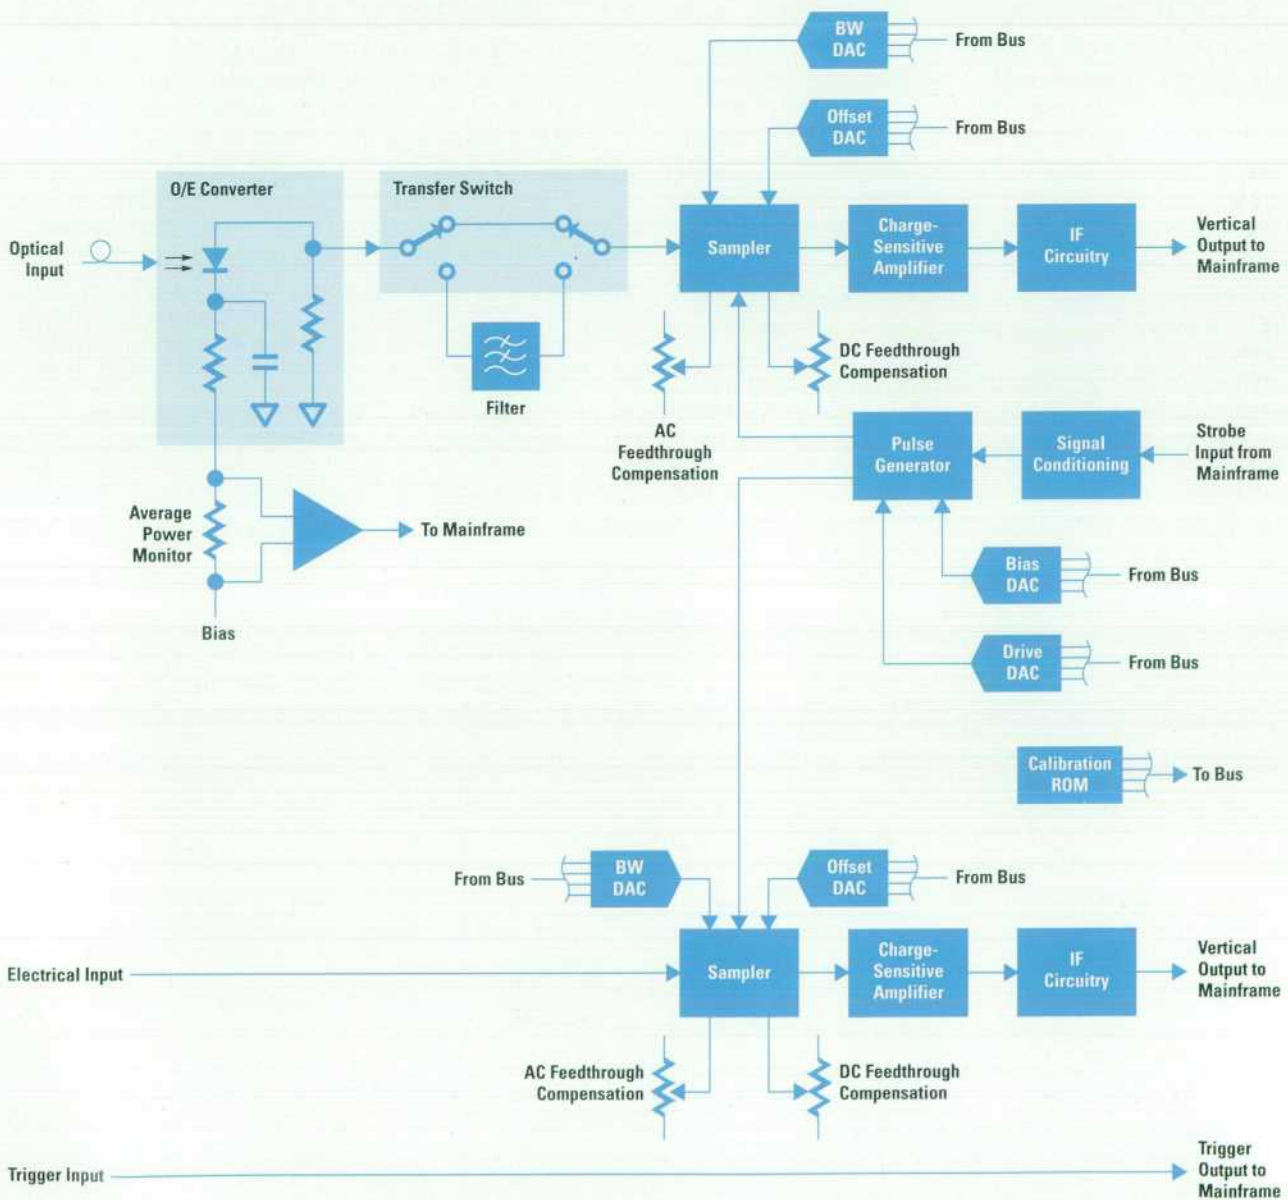 BW
DAC
From Bus
Offset
DAC
From Bus
O/E Converter
Transfer Switch
Optical
Input
Sampler
Charge-
Sensitive
Amplifier
IF
Circuitry
Vertical
Output to
Mainframe
Filter
AC
Feedthrough
Compensation
DC Feedthrough
Compensation
Pulse
Generator
Signal
Conditioning
Strobe
Input from
Mainframe
Average
Power
Monitor
To Mainframe
Bias
Bias
DAC
From Bus
Drive
DAC
From Bus
Calibration
ROM
To Bus
From Bus
BW
DAC
Offset
DAC
From Bus
Electrical Input
Sampler
Charge-
Sensitive
Amplifier
IF
Circuitry
Vertical
Output to
Mainframe
AC Feedthrough
Compensation
DC Feedthrough
Compensation
Trigger Input
Trigger
Output to
Mainframe